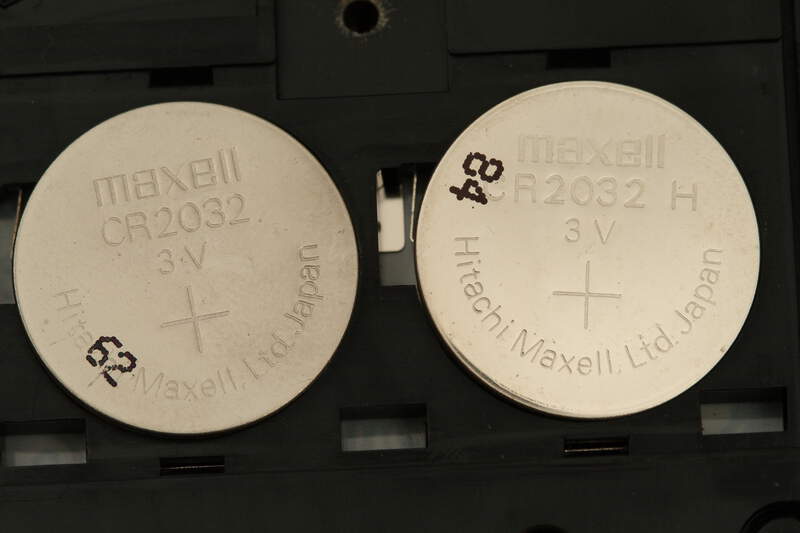 maxell
CR2032
3V
Hitachi Maxell, Ltd. Japan
62
maxell
CR2032 H
3V
Hitachi Maxell, Ltd. Japan
84